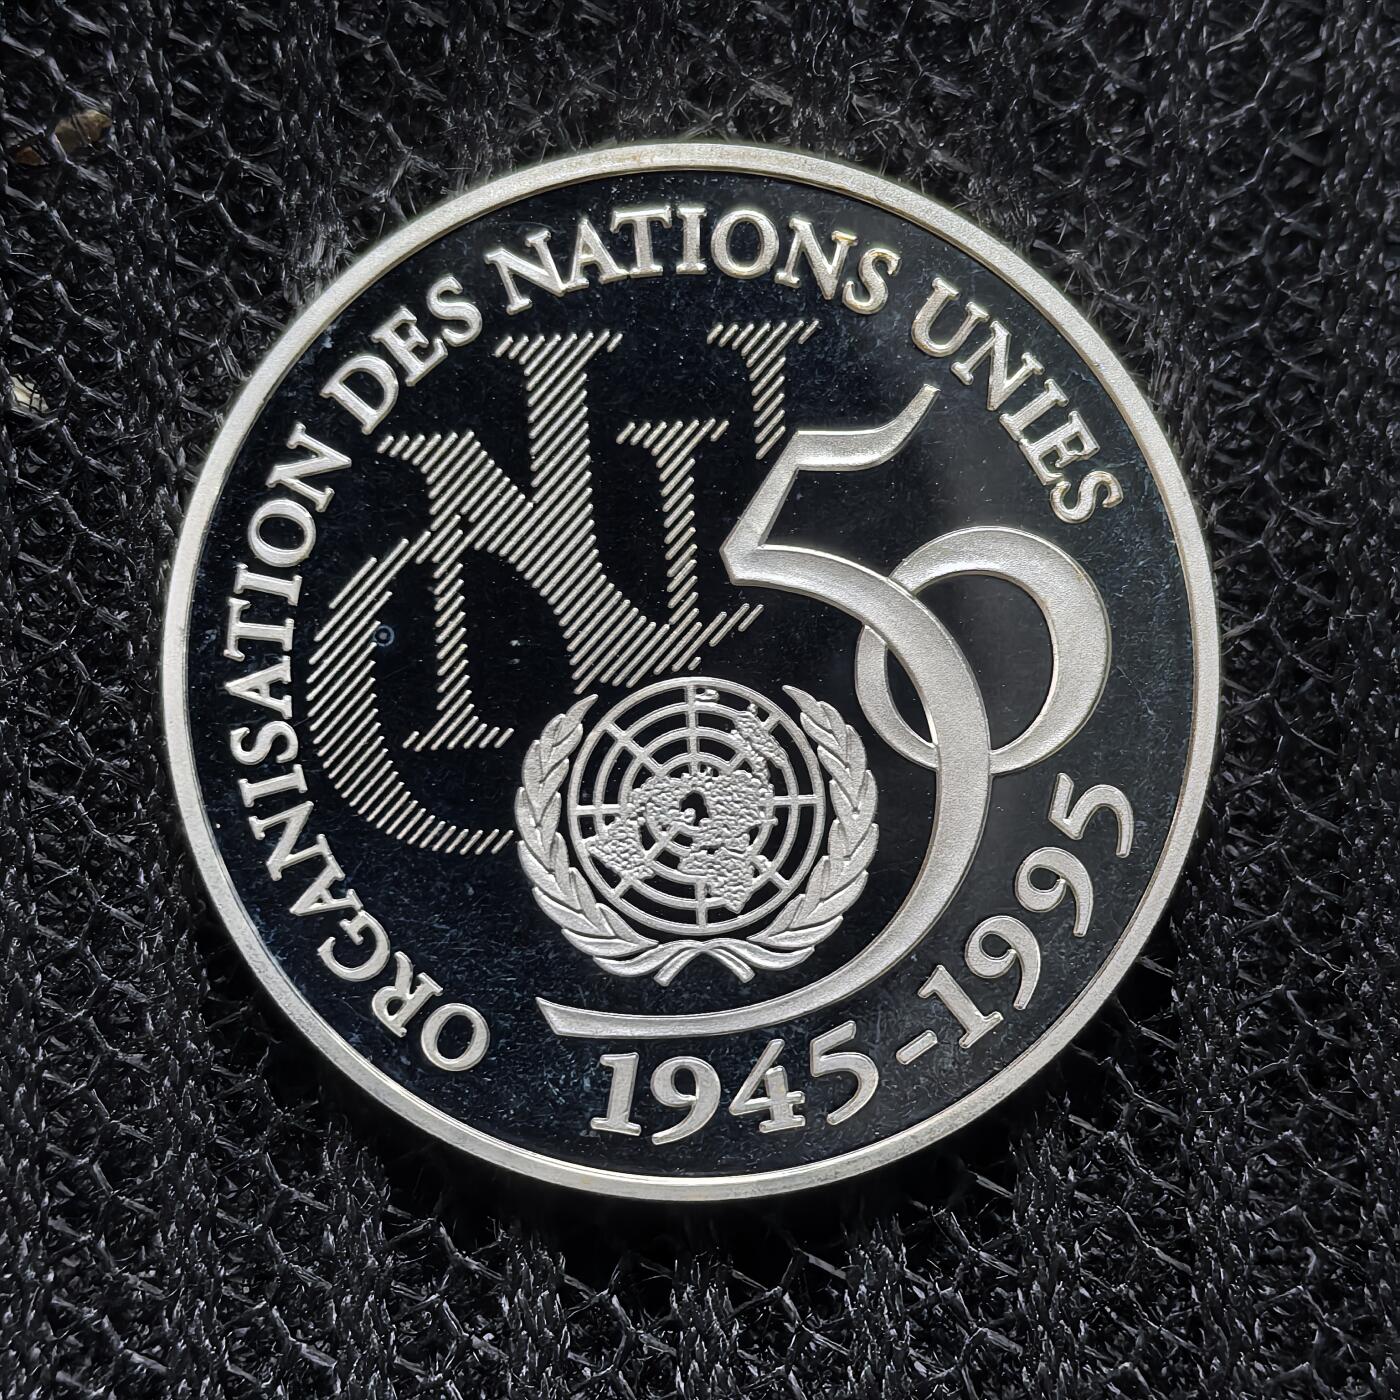 ORGANISATION DES NATIONS UNIES
ONU
50
1945-1995